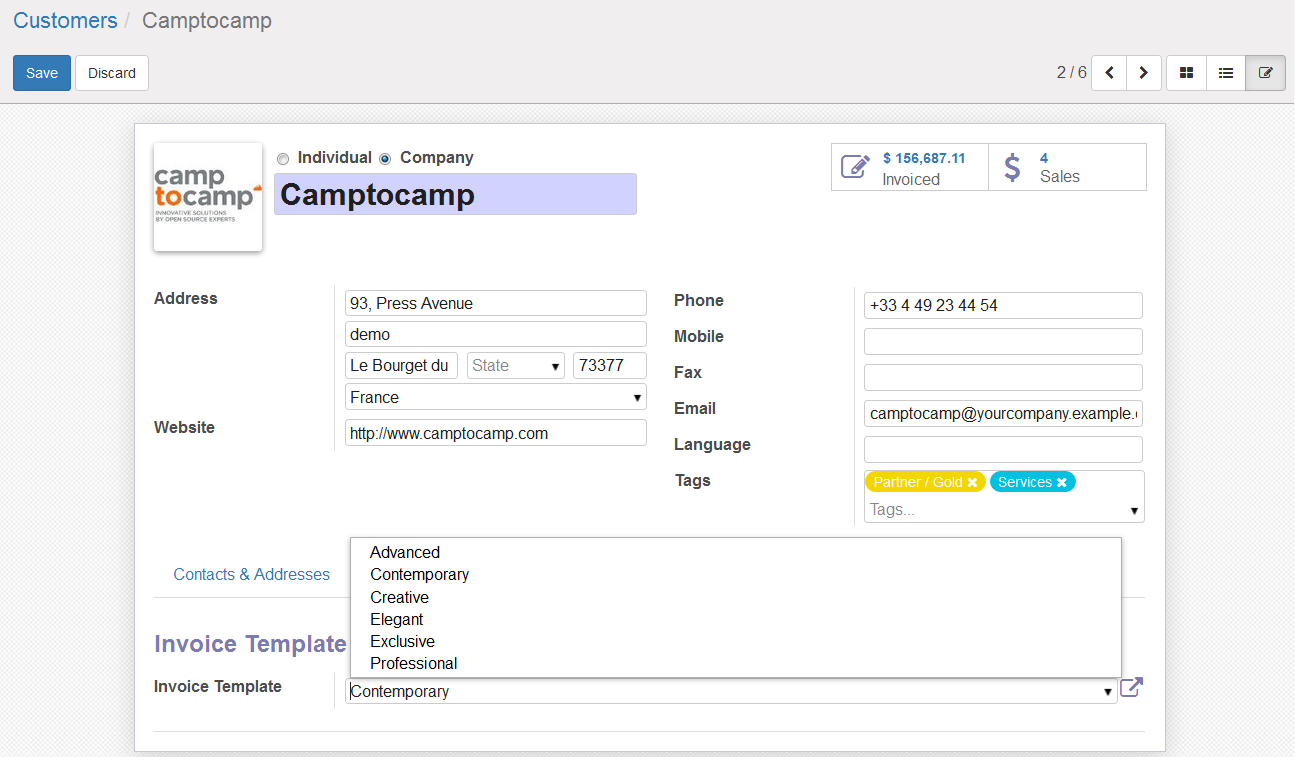 Customers / Camptocamp
Save Discard 2 / 6
Individual Company
Camptocamp
camp
tocamp
INNOVATIVE SOLUTIONS
BY OPEN SOURCE EXPERTS
$ 156,687.11
Invoiced
$ 4
Sales
Address
93, Press Avenue
demo
Le Bourget du State 73377
France
Website http://www.camptocamp.com
Phone +33 4 49 23 44 54
Mobile
Fax
Email camptocamp@yourcompany.example.
Language
Tags Partner / Gold Services
Tags...
Contacts & Addresses
Advanced
Contemporary
Creative
Elegant
Exclusive
Professional
Invoice Template
Invoice Template Contemporary